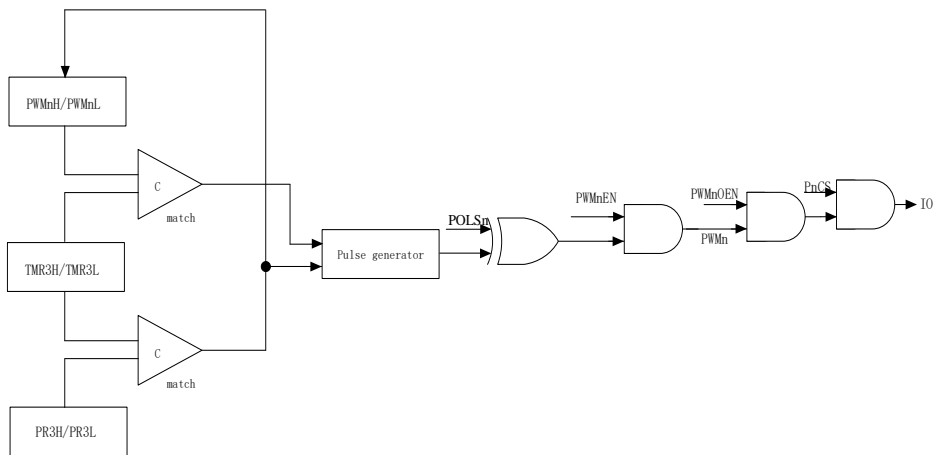 PWMnH/PWMnL
C
match
TMR3H/TMR3L
C
match
PR3H/PR3L
Pulse generator
POLSn
PWMnEN
PWMn
PWMnOEN
PnCS
IO